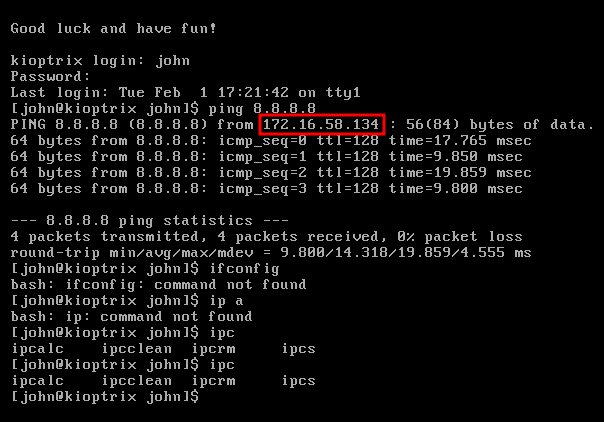 Good luck and have fun!
kioptrix login: john
Password:
Last login: Tue Feb  1 17:21:42 on tty1
[john@kioptrix john]$ ping 8.8.8.8
PING 8.8.8.8 (8.8.8.8) from 172.16.58.134 : 56(84) bytes of data.
64 bytes from 8.8.8.8: icmp_seq=0 ttl=128 time=17.765 msec
64 bytes from 8.8.8.8: icmp_seq=1 ttl=128 time=9.850 msec
64 bytes from 8.8.8.8: icmp_seq=2 ttl=128 time=19.859 msec
64 bytes from 8.8.8.8: icmp_seq=3 ttl=128 time=9.800 msec
--- 8.8.8.8 ping statistics ---
4 packets transmitted, 4 packets received, 0% packet loss
round-trip min/avg/max/mdev = 9.800/14.318/19.859/4.555 ms
[john@kioptrix john]$ ifconfig
bash: ifconfig: command not found
[john@kioptrix john]$ ip a
bash: ip: command not found
[john@kioptrix john]$ ipc
ipcalc    ipcclean  ipcrm     ipcs
[john@kioptrix john]$ ipc
ipcalc    ipcclean  ipcrm     ipcs
[john@kioptrix john]$